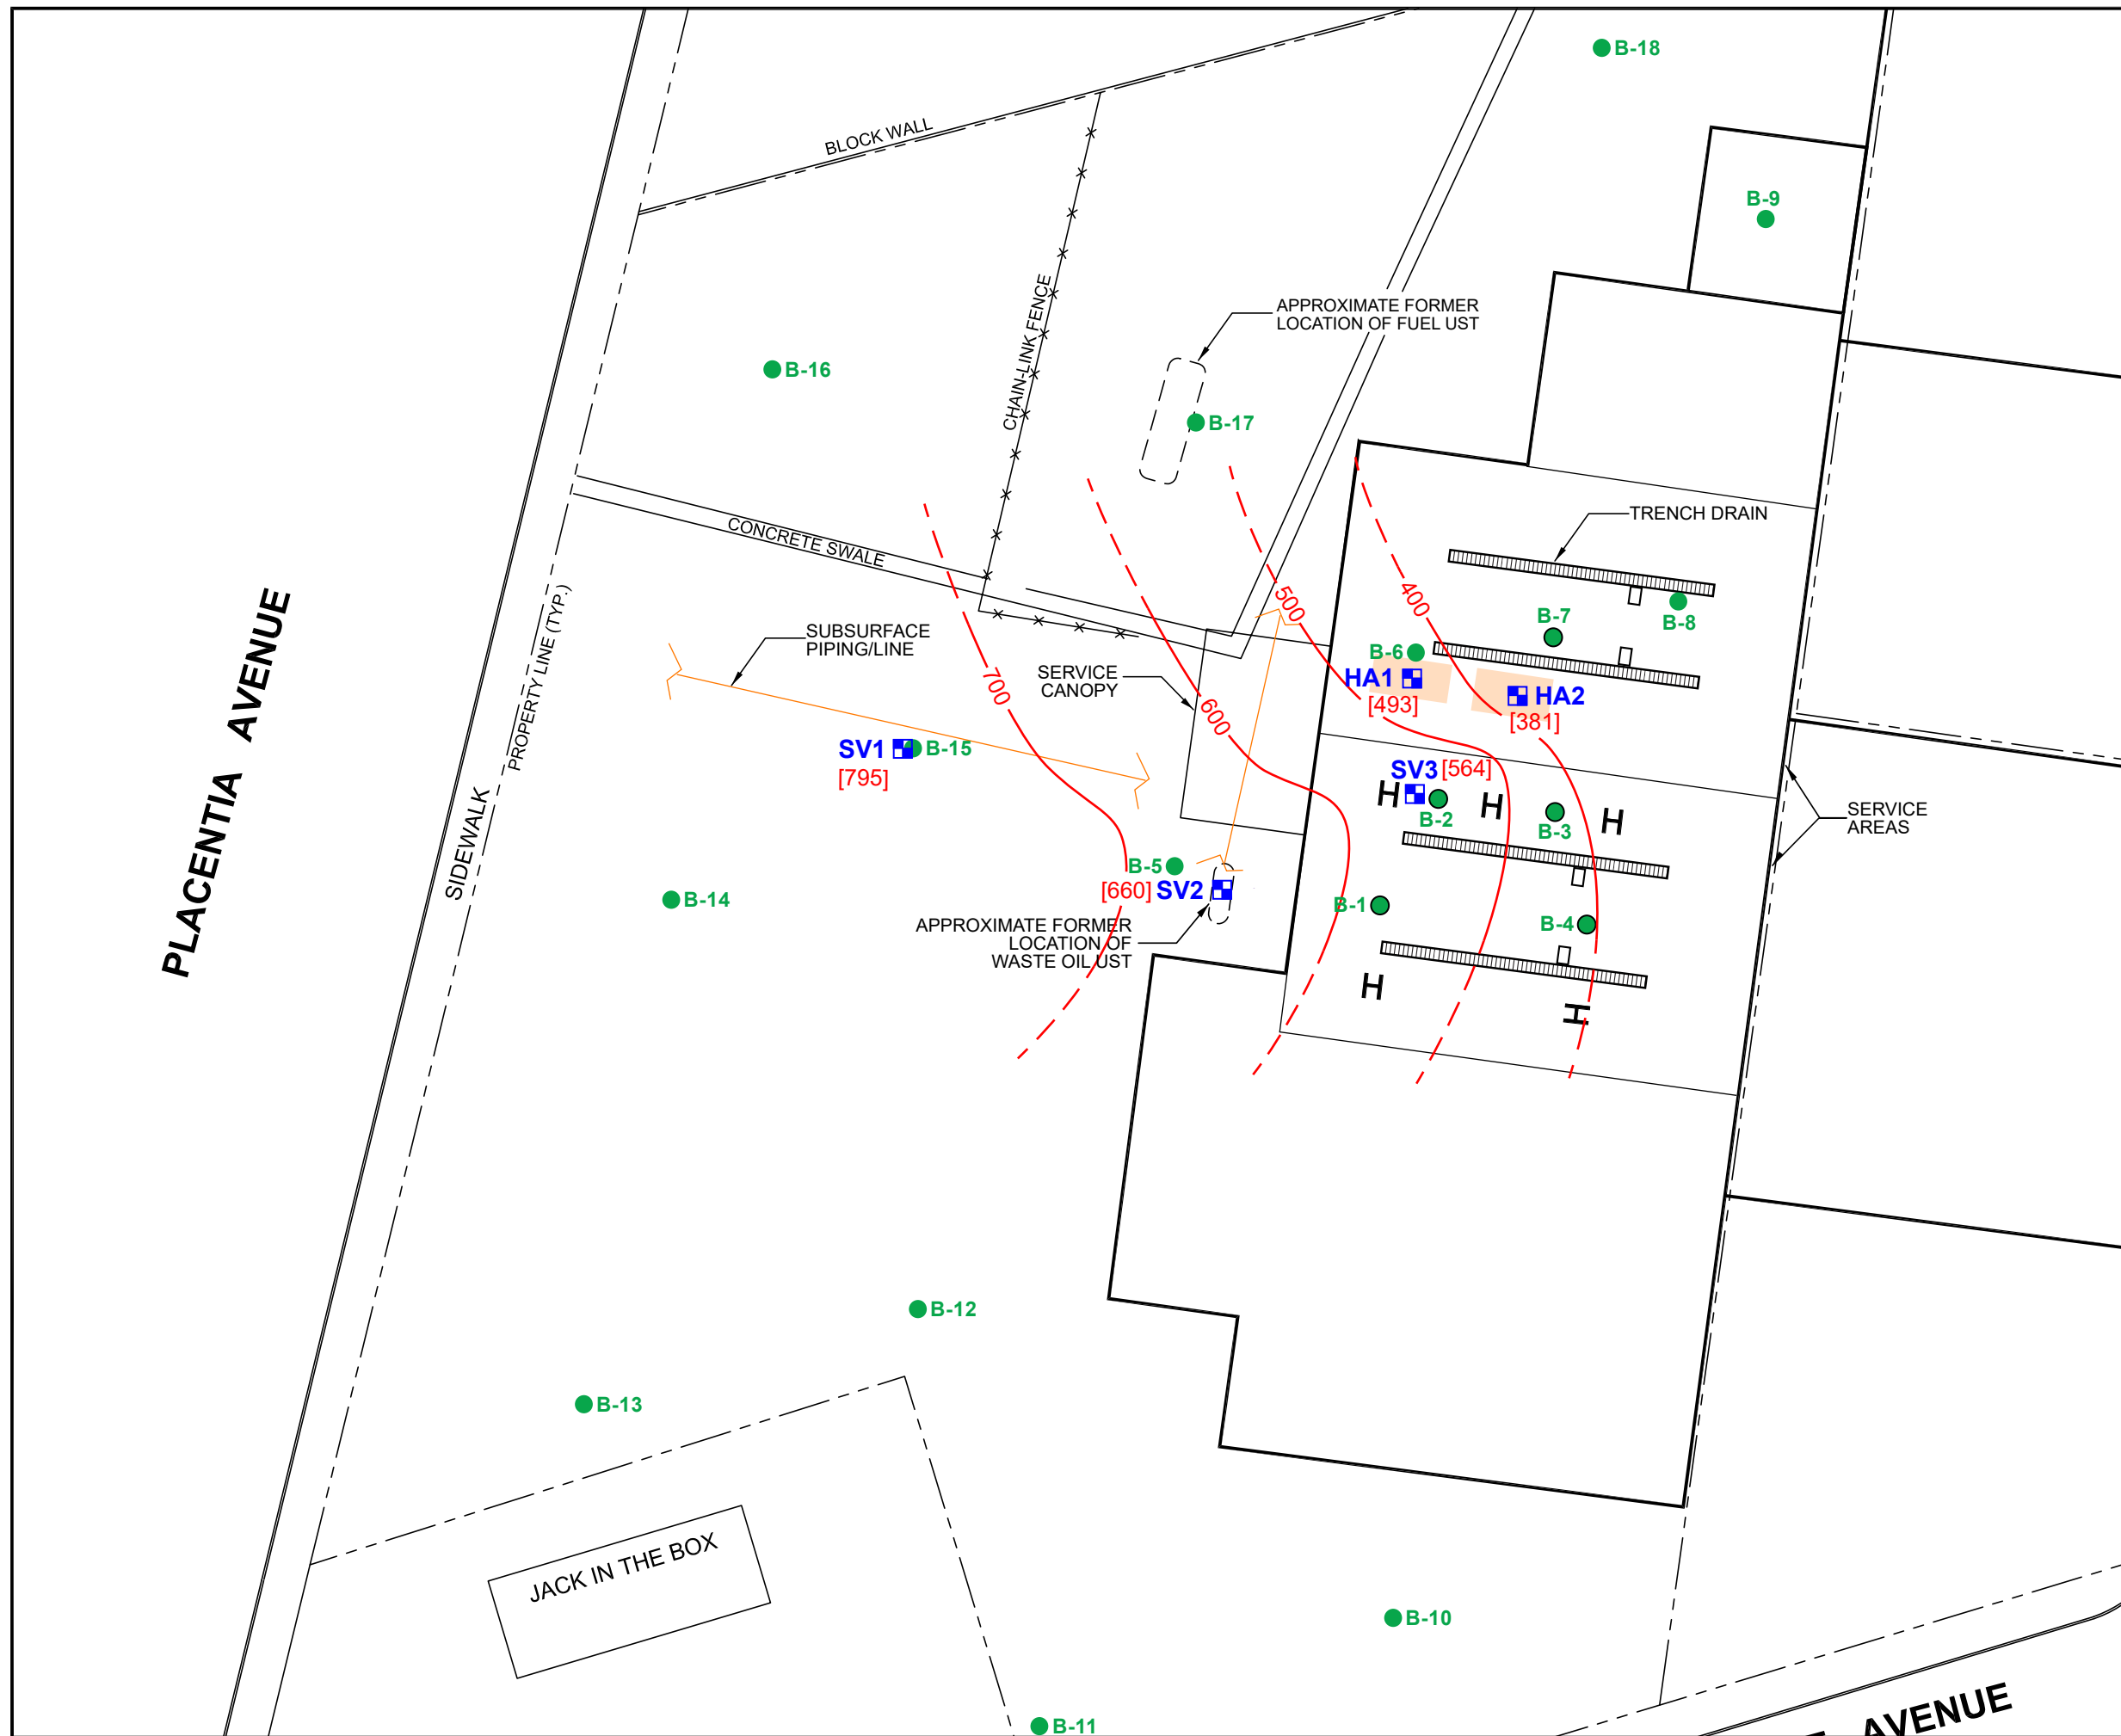 B-18
BLOCK WALL
B-9
CHAIN-LINK FENCE
APPROXIMATE FORMER
LOCATION OF FUEL UST
B-16
B-17
TRENCH DRAIN
CONCRETE SWALE
500
400
B-7
B-8
PLACENTIA AVENUE
PROPERTY LINE (TYP.)
SIDEWALK
SUBSURFACE
PIPING/LINE
SERVICE
CANOPY
700
600
B-6
HA1
[493]
HA2
[381]
SV1
B-15
[795]
SV3
[564]
B-2
B-3
SERVICE
AREAS
B-5
[660]
SV2
B-14
B-1
B-4
APPROXIMATE FORMER
LOCATION OF
WASTE OIL UST
H
H
H
H
H
B-12
B-13
JACK IN THE BOX
B-10
B-11
AVENUE